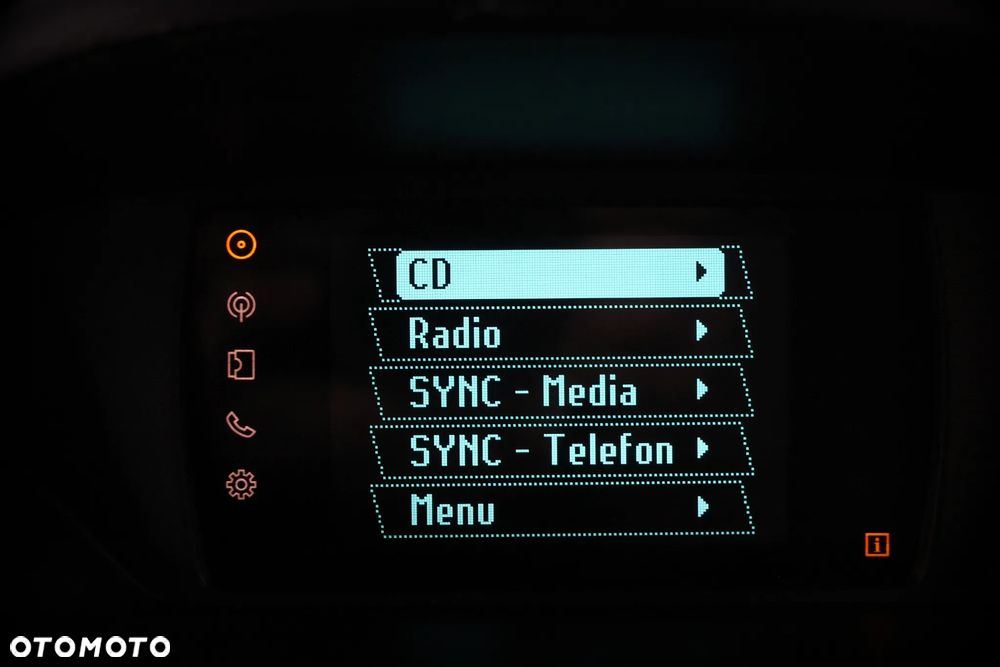 CD
Radio
SYNC - Media
SYNC - Telefon
Menu
i
OTOMOTO